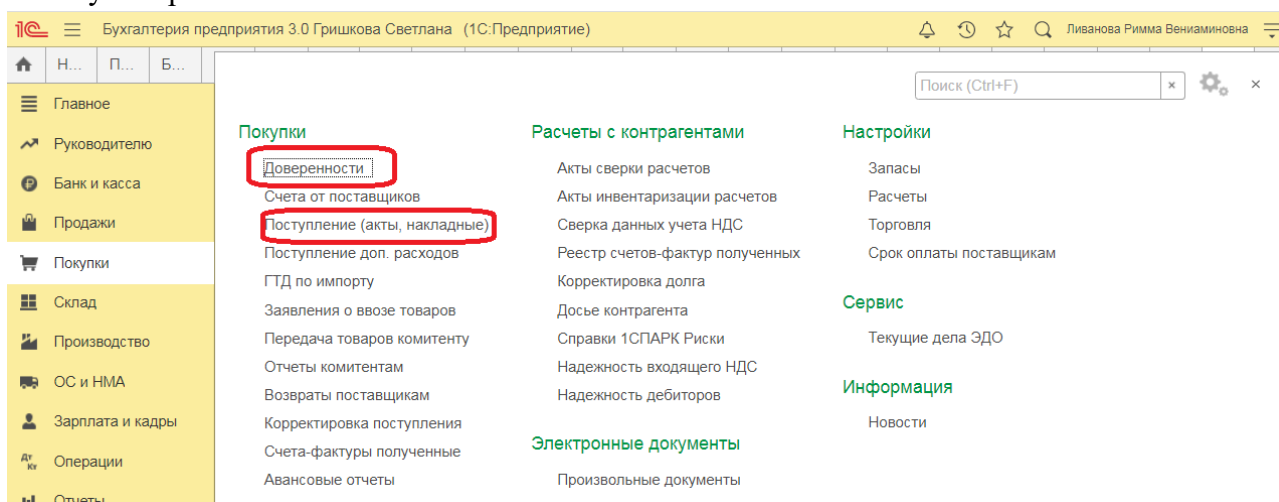 1С Бухгалтерия предприятия 3.0 Гришкова Светлана (1С:Предприятие) Ливанова Римма Вениаминовна
Н... П... Б...
Поиск (Ctrl+F)
Главное
Руководителю
Банк и касса
Продажи
Покупки
Склад
Производство
ОС и НМА
Зарплата и кадры
Дт Кт Операции
Отчеты
Покупки
Доверенности
Счета от поставщиков
Поступление (акты, накладные)
Поступление доп. расходов
ГТД по импорту
Заявления о ввозе товаров
Передача товаров комитенту
Отчеты комитентам
Возвраты поставщикам
Корректировка поступления
Счета-фактуры полученные
Авансовые отчеты
Расчеты с контрагентами
Акты сверки расчетов
Акты инвентаризации расчетов
Сверка данных учета НДС
Реестр счетов-фактур полученных
Корректировка долга
Досье контрагента
Справки 1СПАРК Риски
Надежность входящего НДС
Надежность дебиторов
Электронные документы
Произвольные документы
Настройки
Запасы
Расчеты
Торговля
Срок оплаты поставщикам
Сервис
Текущие дела ЭДО
Информация
Новости